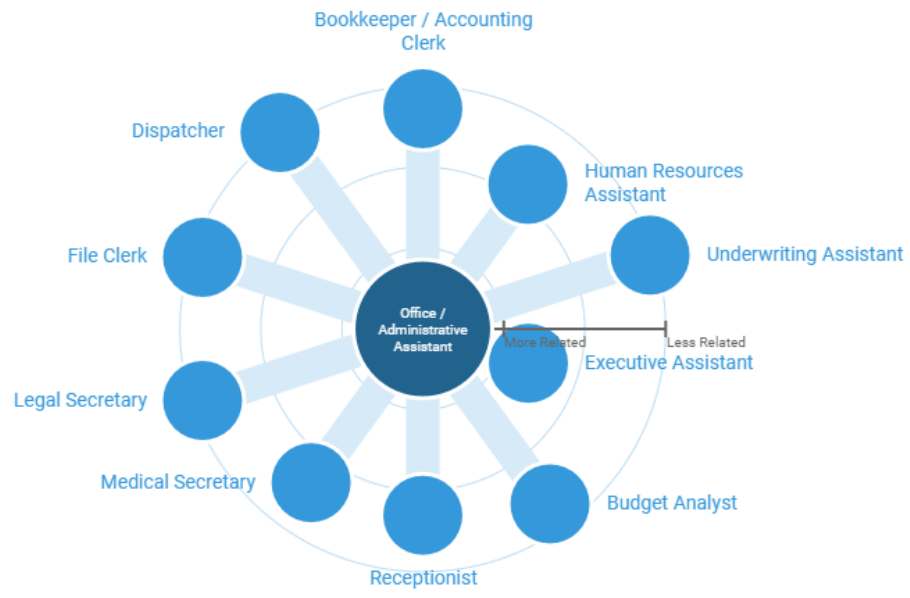 Bookkeeper / Accounting
Clerk
Dispatcher
Human Resources
Assistant
File Clerk
Underwriting Assistant
Office /
Administrative
Assistant
More Related
Less Related
Executive Assistant
Legal Secretary
Medical Secretary
Budget Analyst
Receptionist